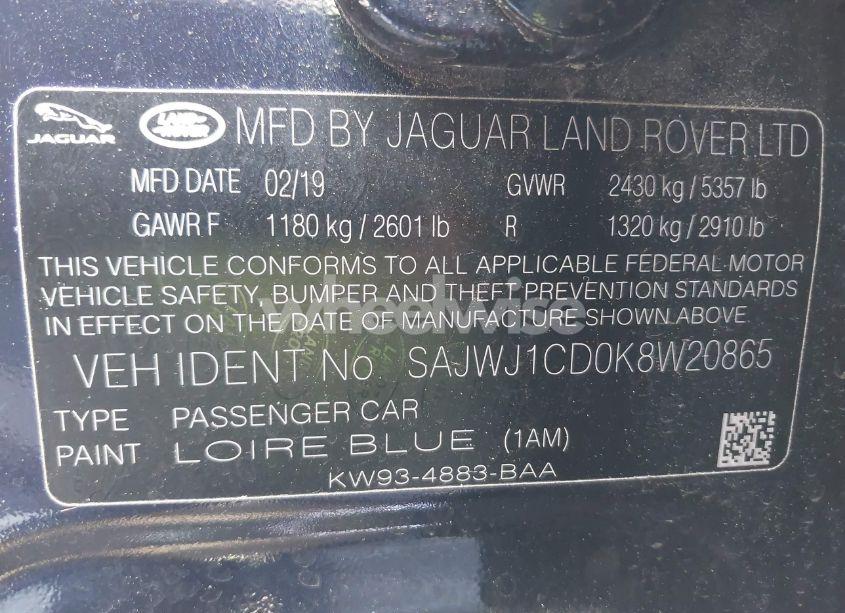 JAGUAR LAND ROVER MFD BY JAGUAR LAND ROVER LTD
MFD DATE 02/19 GVWR 2430 kg / 5357 lb
GAWR F 1180 kg / 2601 lb R 1320 kg / 2910 lb
THIS VEHICLE CONFORMS TO ALL APPLICABLE FEDERAL MOTOR
VEHICLE SAFETY, BUMPER AND THEFT PREVENTION STANDARDS
IN EFFECT ON THE DATE OF MANUFACTURE SHOWN ABOVE
wheelwise
VEH IDENT No SAJWJ1CD0K8W20865
TYPE PASSENGER CAR
PAINT LOIRE BLUE (1AM)
KW93-4883-BAA